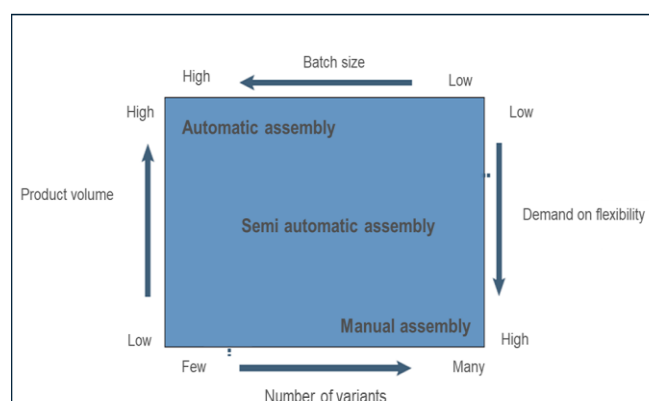 Batch size
High
Low
High
Low
Automatic assembly
Product volume
Demand on flexibility
Semi automatic assembly
Manual assembly
Low
High
Few
Many
Number of variants